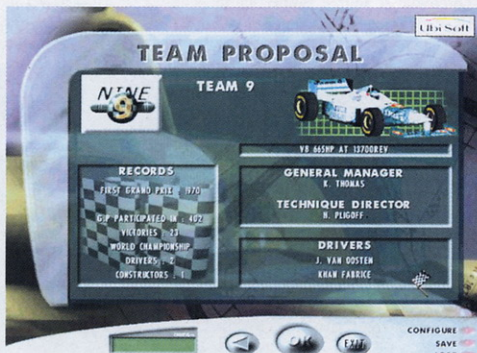 Ubi Soft
TEAM PROPOSAL
NINE
9
TEAM 9
V8 665HP AT 13700REV
RECORDS
FIRST GRAND PRIX : 1970
G.P PARTICIPATED IN : 402
VICTORIES : 23
WORLD CHAMPIONSHIP
DRIVERS : 2
CONSTRUCTORS : 1
GENERAL MANAGER
K. THOMAS
TECHNIQUE DIRECTOR
N. PLIGOFF
DRIVERS
J. VAN OOSTEN
KHAN FABRICE
OK
EXIT
CONFIGURE
SAVE